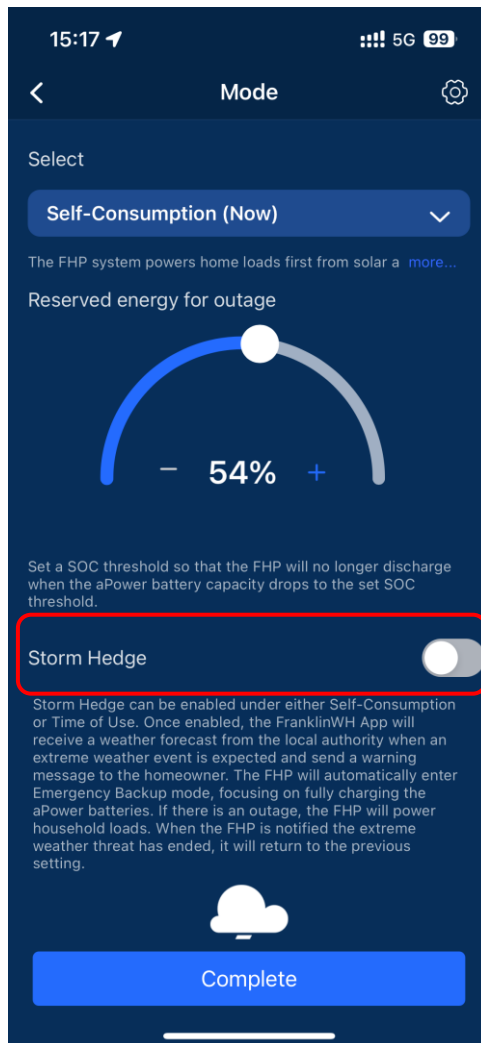 15:17 5G 99
Mode
Select
Self-Consumption (Now)
The FHP system powers home loads first from solar a more...
Reserved energy for outage
− 54% +
Set a SOC threshold so that the FHP will no longer discharge
when the aPower battery capacity drops to the set SOC
threshold.
Storm Hedge
Storm Hedge can be enabled under either Self-Consumption
or Time of Use. Once enabled, the FranklinWH App will
receive a weather forecast from the local authority when an
extreme weather event is expected and send a warning
message to the homeowner. The FHP will automatically enter
Emergency Backup mode, focusing on fully charging the
aPower batteries. If there is an outage, the FHP will power
household loads. When the FHP is notified the extreme
weather threat has ended, it will return to the previous
setting.
Complete